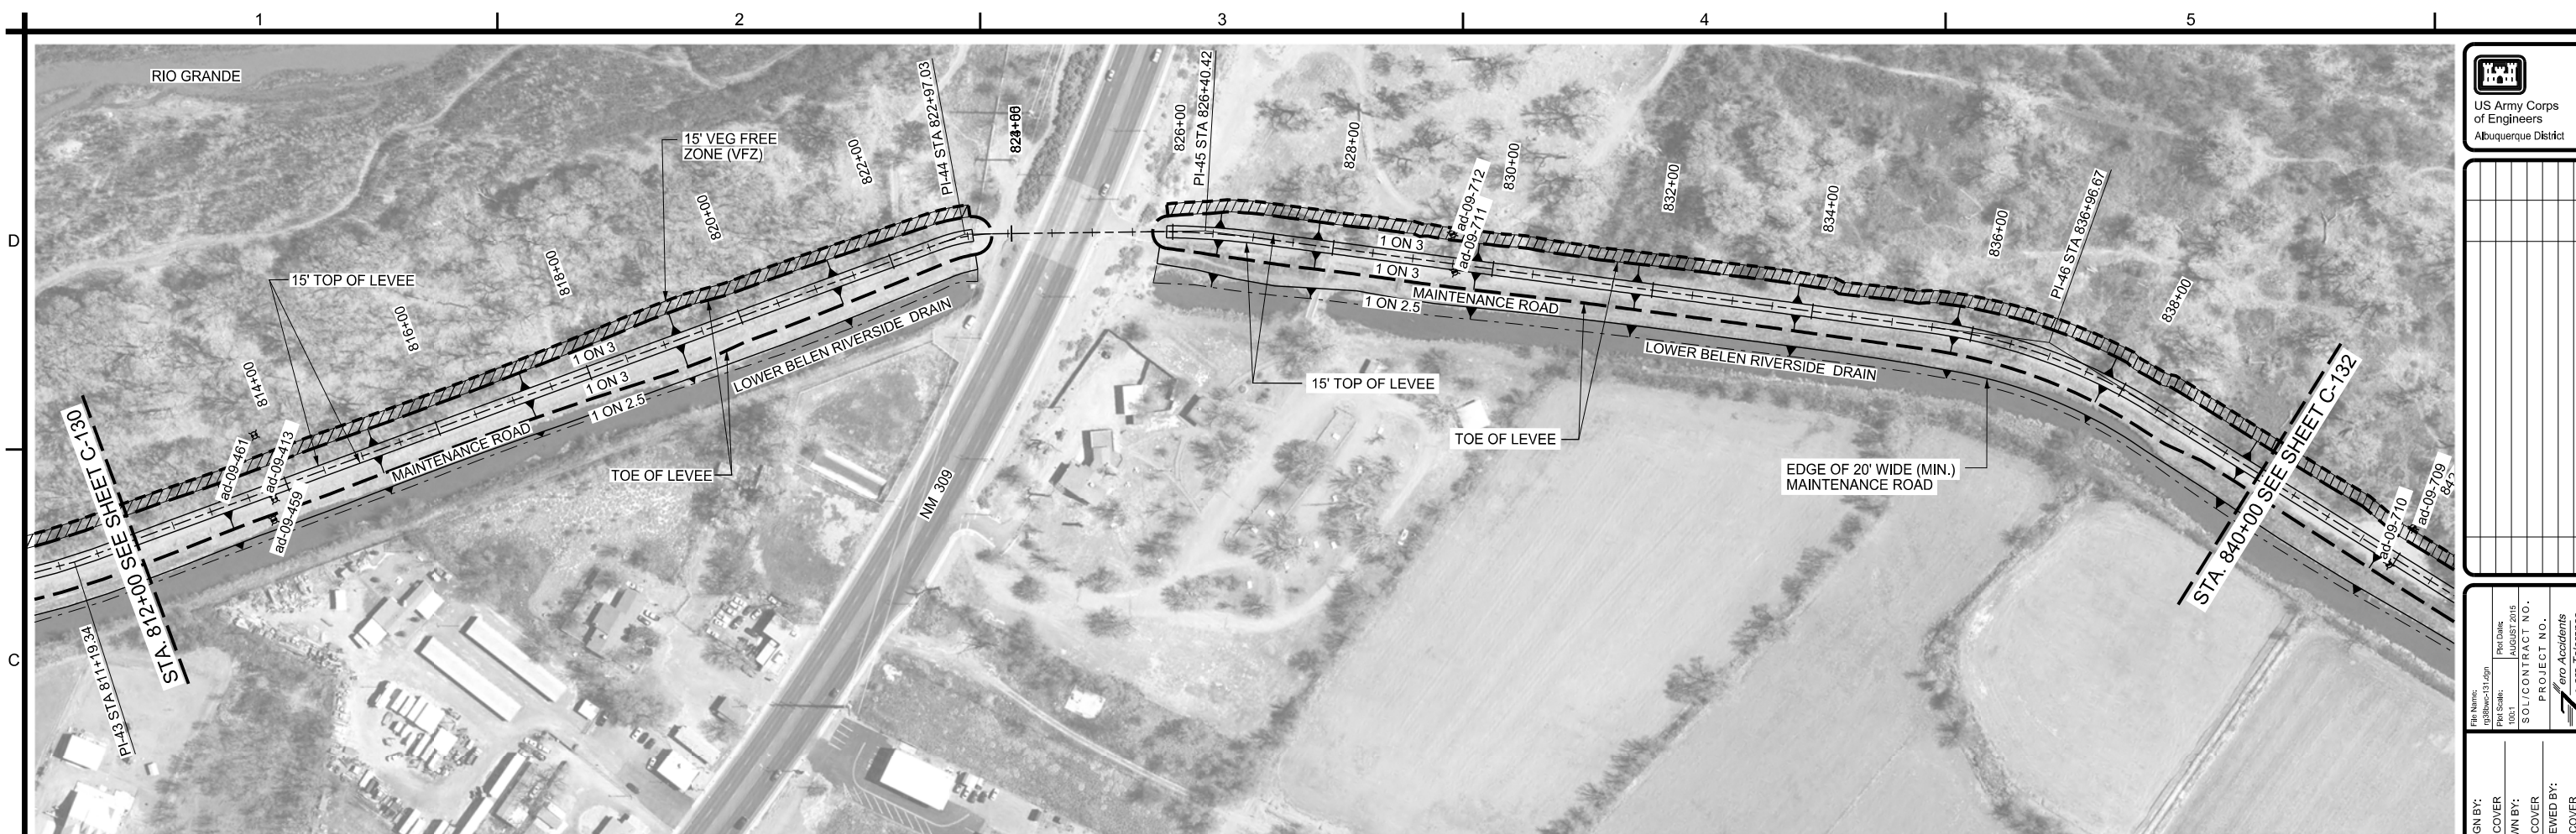 1
2
3
4
5
RIO GRANDE
15' VEG FREE
ZONE (VFZ)
822+00
PI-44 STA 822+97.03
826+00
PI-45 STA 826+40.42
828+00
ad-09-712
ad-09-711
830+00
832+00
834+00
836+00
PI-46 STA 836+96.67
838+00
US Army Corps
of Engineers
Albuquerque District
D
15' TOP OF LEVEE
814+00
816+00
818+00
820+00
1 ON 3
1 ON 3
1 ON 2.5
MAINTENANCE ROAD
LOWER BELEN RIVERSIDE DRAIN
TOE OF LEVEE
ad-09-461
ad-09-413
ad-09-459
STA. 812+00 SEE SHEET C-130
PI-43 STA 811+19.34
NM 309
1 ON 3
1 ON 3
MAINTENANCE ROAD
1 ON 2.5
15' TOP OF LEVEE
LOWER BELEN RIVERSIDE DRAIN
TOE OF LEVEE
EDGE OF 20' WIDE (MIN.)
MAINTENANCE ROAD
STA. 840+00 SEE SHEET C-132
ad-09-710
ad-09-709
C
File Name:
rg38bwc-131.dgn
Plot Scale:
100:1
Plot Date:
AUGUST 2015
SOL/CONTRACT NO.
PROJECT NO.
Zero Accidents